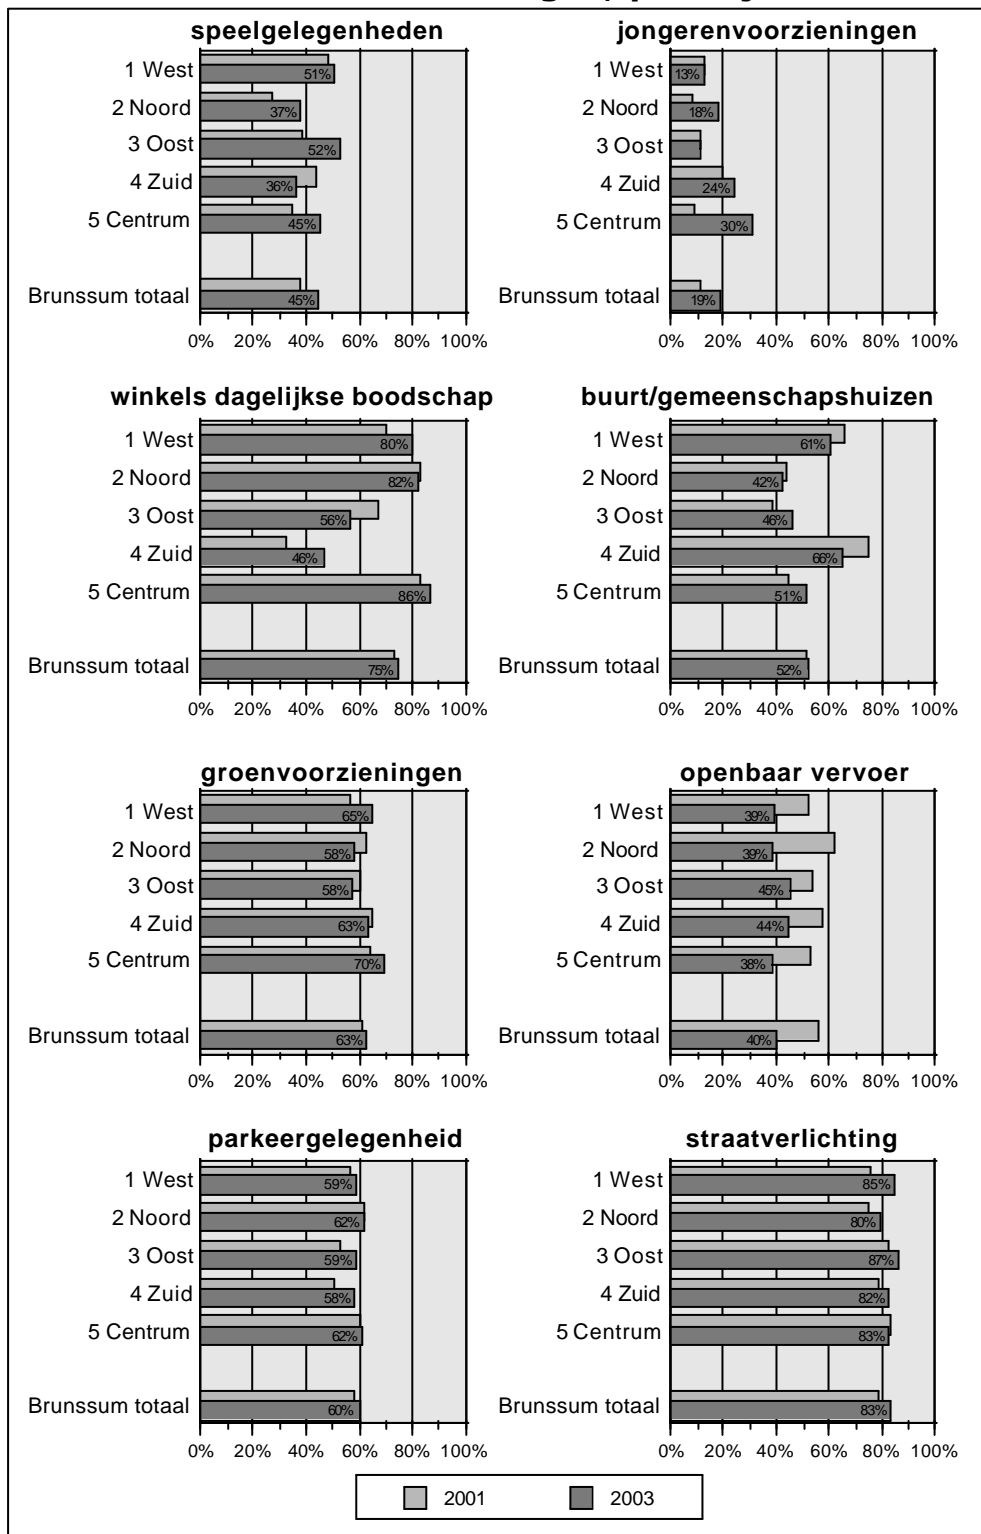 speelgelegenheden
1 West 51%
2 Noord 37%
3 Oost 52%
4 Zuid 36%
5 Centrum 45%
Brunssum totaal 45%
0% 20% 40% 60% 80% 100%
jongerenvoorzieningen
1 West 13%
2 Noord 18%
3 Oost
4 Zuid 24%
5 Centrum 30%
Brunssum totaal 19%
0% 20% 40% 60% 80% 100%
winkels dagelijkse boodschap
1 West 80%
2 Noord 82%
3 Oost 56%
4 Zuid 46%
5 Centrum 86%
Brunssum totaal 75%
0% 20% 40% 60% 80% 100%
buurt/gemeenschapshuizen
1 West 61%
2 Noord 42%
3 Oost 46%
4 Zuid 66%
5 Centrum 51%
Brunssum totaal 52%
0% 20% 40% 60% 80% 100%
groenvoorzieningen
1 West 65%
2 Noord 58%
3 Oost 58%
4 Zuid 63%
5 Centrum 70%
Brunssum totaal 63%
0% 20% 40% 60% 80% 100%
openbaar vervoer
1 West 39%
2 Noord 39%
3 Oost 45%
4 Zuid 44%
5 Centrum 38%
Brunssum totaal 40%
0% 20% 40% 60% 80% 100%
parkeergelegenheid
1 West 59%
2 Noord 62%
3 Oost 59%
4 Zuid 58%
5 Centrum 62%
Brunssum totaal 60%
0% 20% 40% 60% 80% 100%
straatverlichting
1 West 85%
2 Noord 80%
3 Oost 87%
4 Zuid 82%
5 Centrum 83%
Brunssum totaal 83%
0% 20% 40% 60% 80% 100%
2001 2003